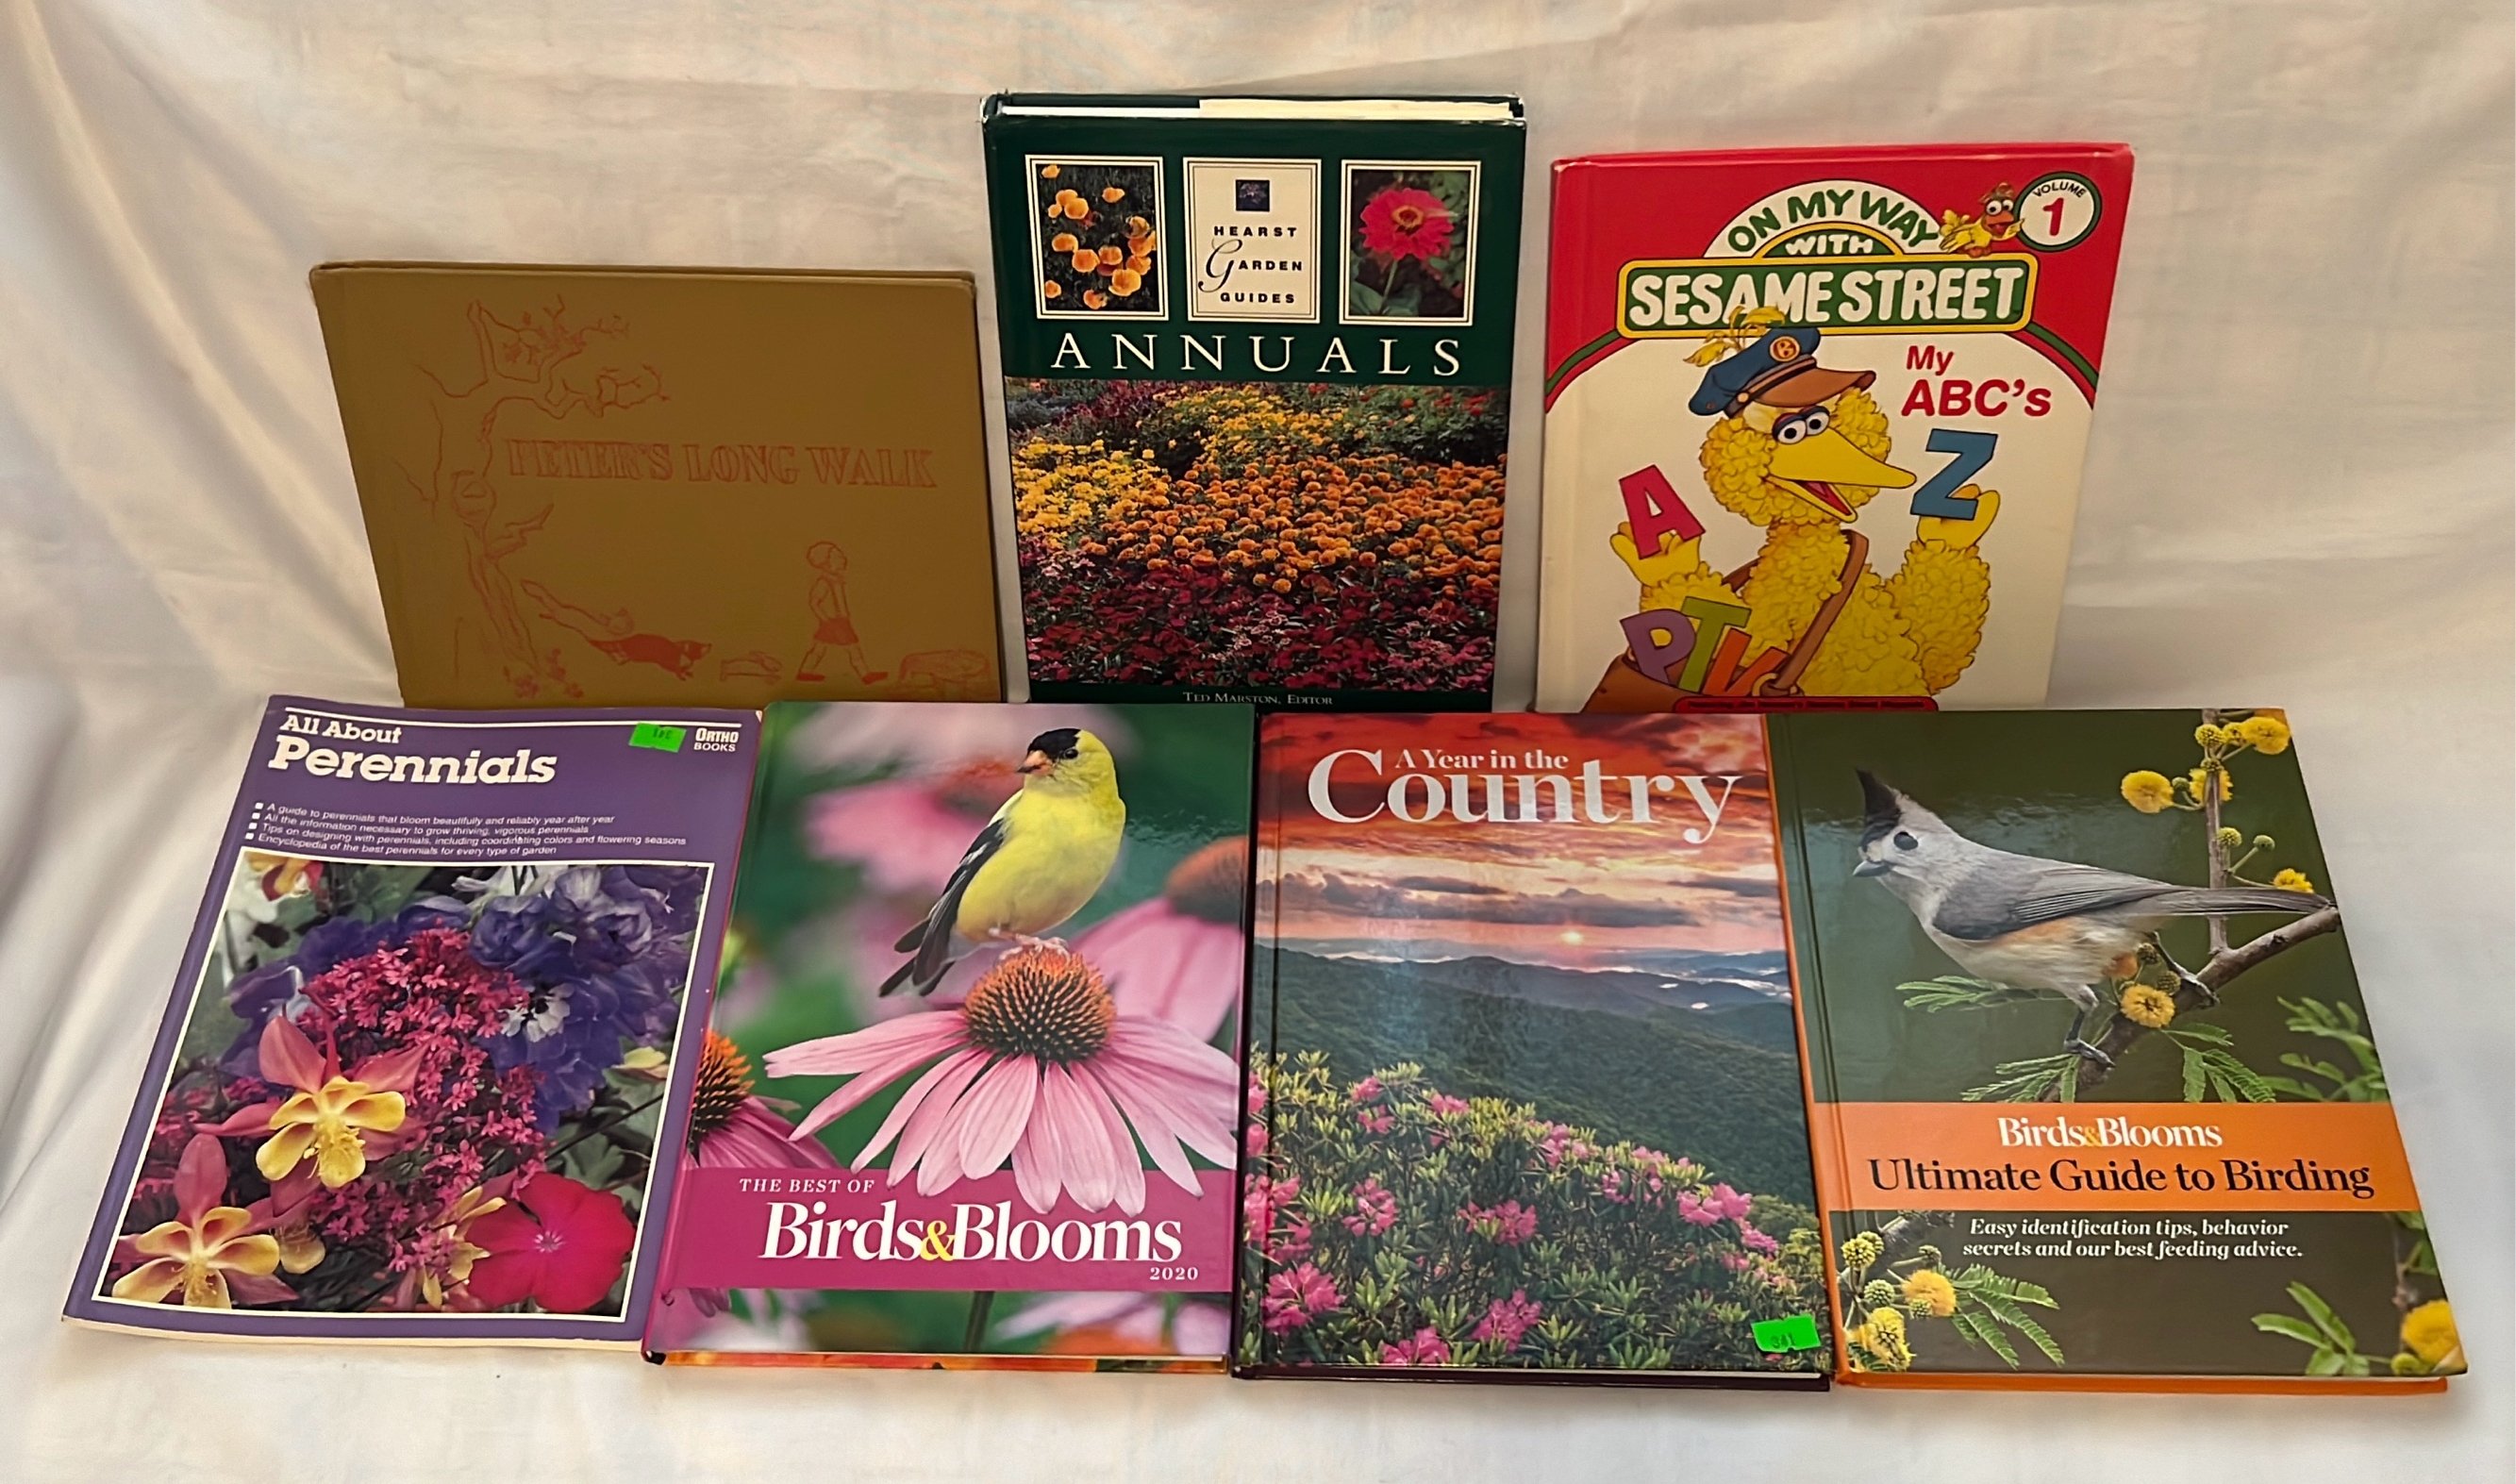 PETER'S LONG WALK
HEARST
GARDEN
GUIDES
ANNUALS
TED MARSTON, EDITOR
ON MY WAY
WITH
SESAME STREET
VOLUME
1
My
ABC's
A
Z
P T V
B
All About
Perennials
ORTHO
BOOKS
A guide to perennials that bloom beautifully and reliably year after year
All the information necessary to grow thriving, vigorous perennials
Tips on designing with perennials, including coordinating colors and flowering seasons
Encyclopedia of the best perennials for every type of garden
THE BEST OF
Birds&Blooms
2020
A Year in the
Country
Birds&Blooms
Ultimate Guide to Birding
Easy identification tips, behavior
secrets and our best feeding advice.